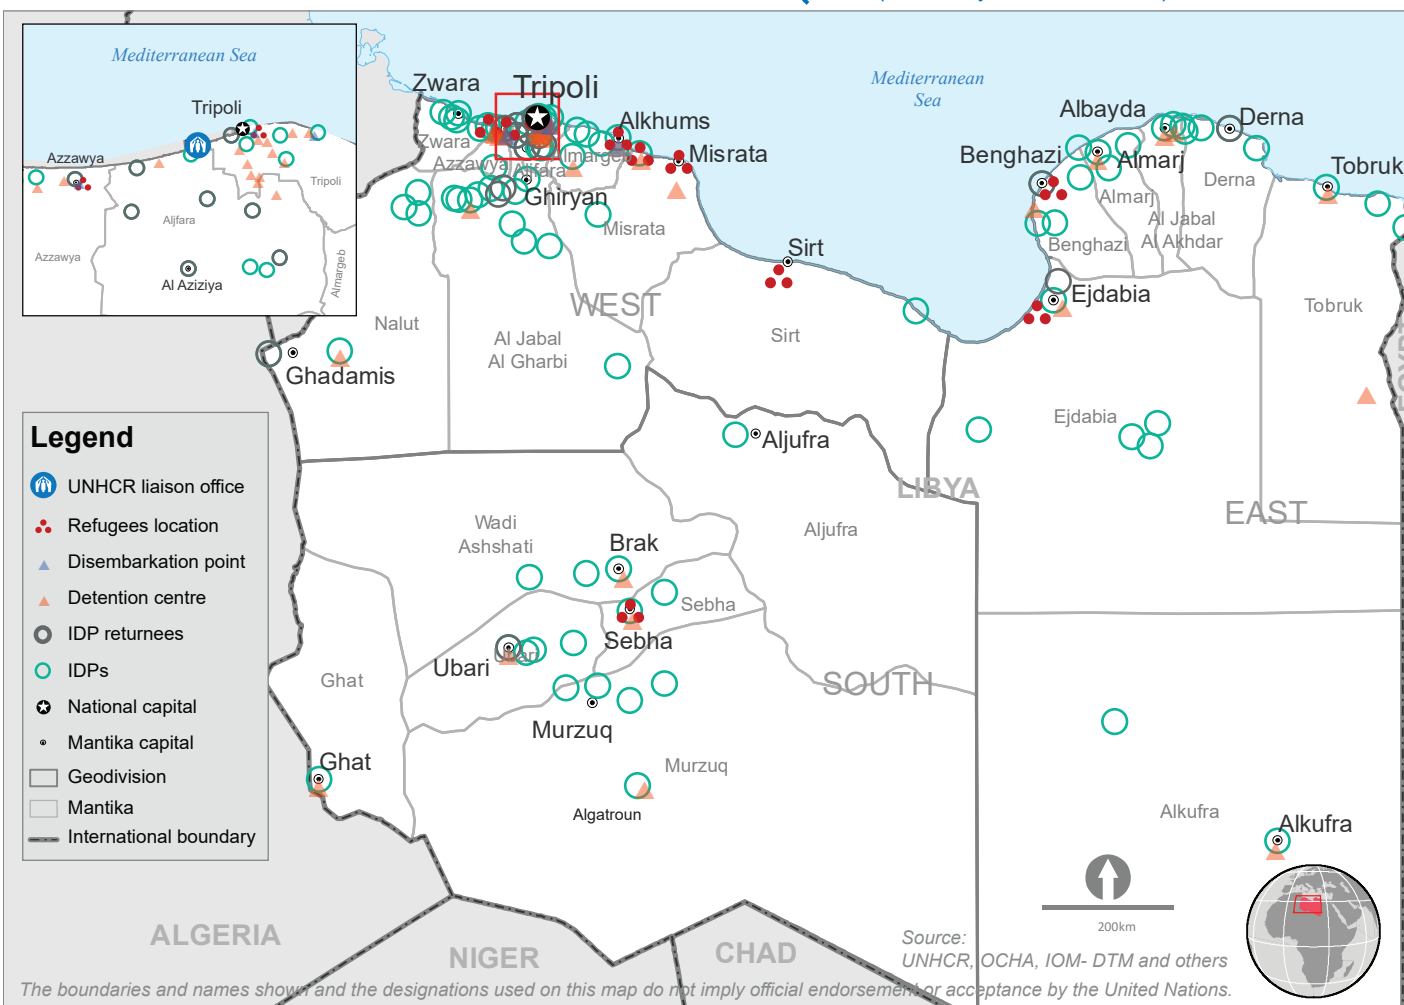 Mediterranean Sea
Tripoli
Azzawya
Tripoli
Aljfara
Azzawya
Almargeb
Al Aziziya
Mediterranean
Sea
Zwara
Tripoli
Alkhums
Misrata
Zwara
Azzawya
Aljfara
Almargeb
Ghiryan
Misrata
Albayda
Derna
Benghazi
Almarj
Tobruk
Derna
Almarj
Al Jabal
Al Akhdar
Benghazi
Sirt
Ejdabia
WEST
Nalut
Al Jabal
Al Gharbi
Sirt
Tobruk
EGYPT
Ghadamis
Ejdabia
Aljufra
LIBYA
EAST
Wadi
Ashshati
Aljufra
Brak
Sebha
Sebha
Ubari
Ubari
Ghat
SOUTH
Murzuq
Murzuq
Ghat
Algatroun
Alkufra
Alkufra
Legend
UNHCR liaison office
Refugees location
Disembarkation point
Detention centre
IDP returnees
IDPs
National capital
Mantika capital
Geodivision
Mantika
International boundary
200km
ALGERIA
NIGER
CHAD
Source:
UNHCR, OCHA, IOM- DTM and others
The boundaries and names shown and the designations used on this map do not imply official endorsement or acceptance by the United Nations.